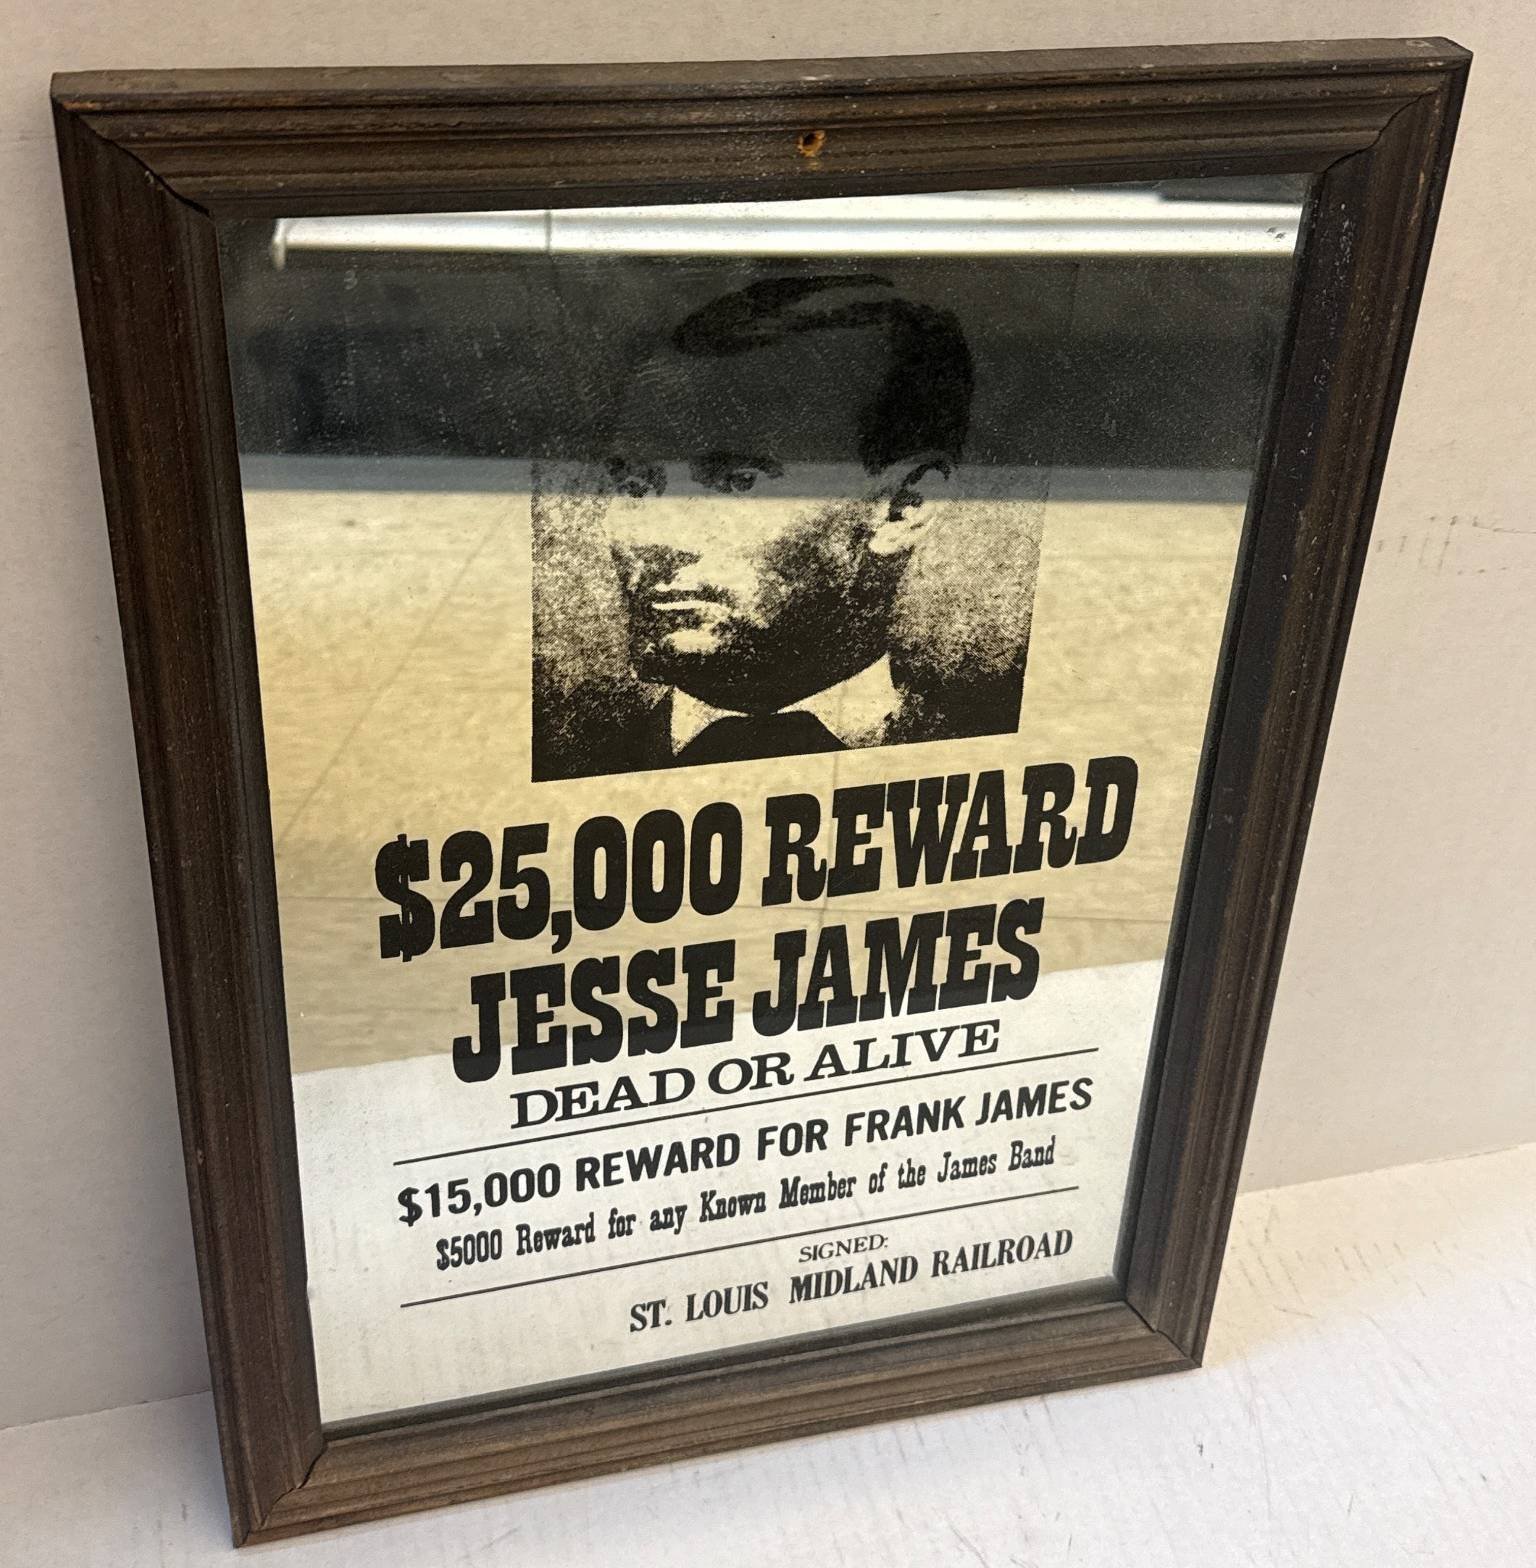 $25,000 REWARD
JESSE JAMES
DEAD OR ALIVE
$15,000 REWARD FOR FRANK JAMES
$5000 Reward for any Known Member of the James Band
SIGNED:
ST. LOUIS MIDLAND RAILROAD